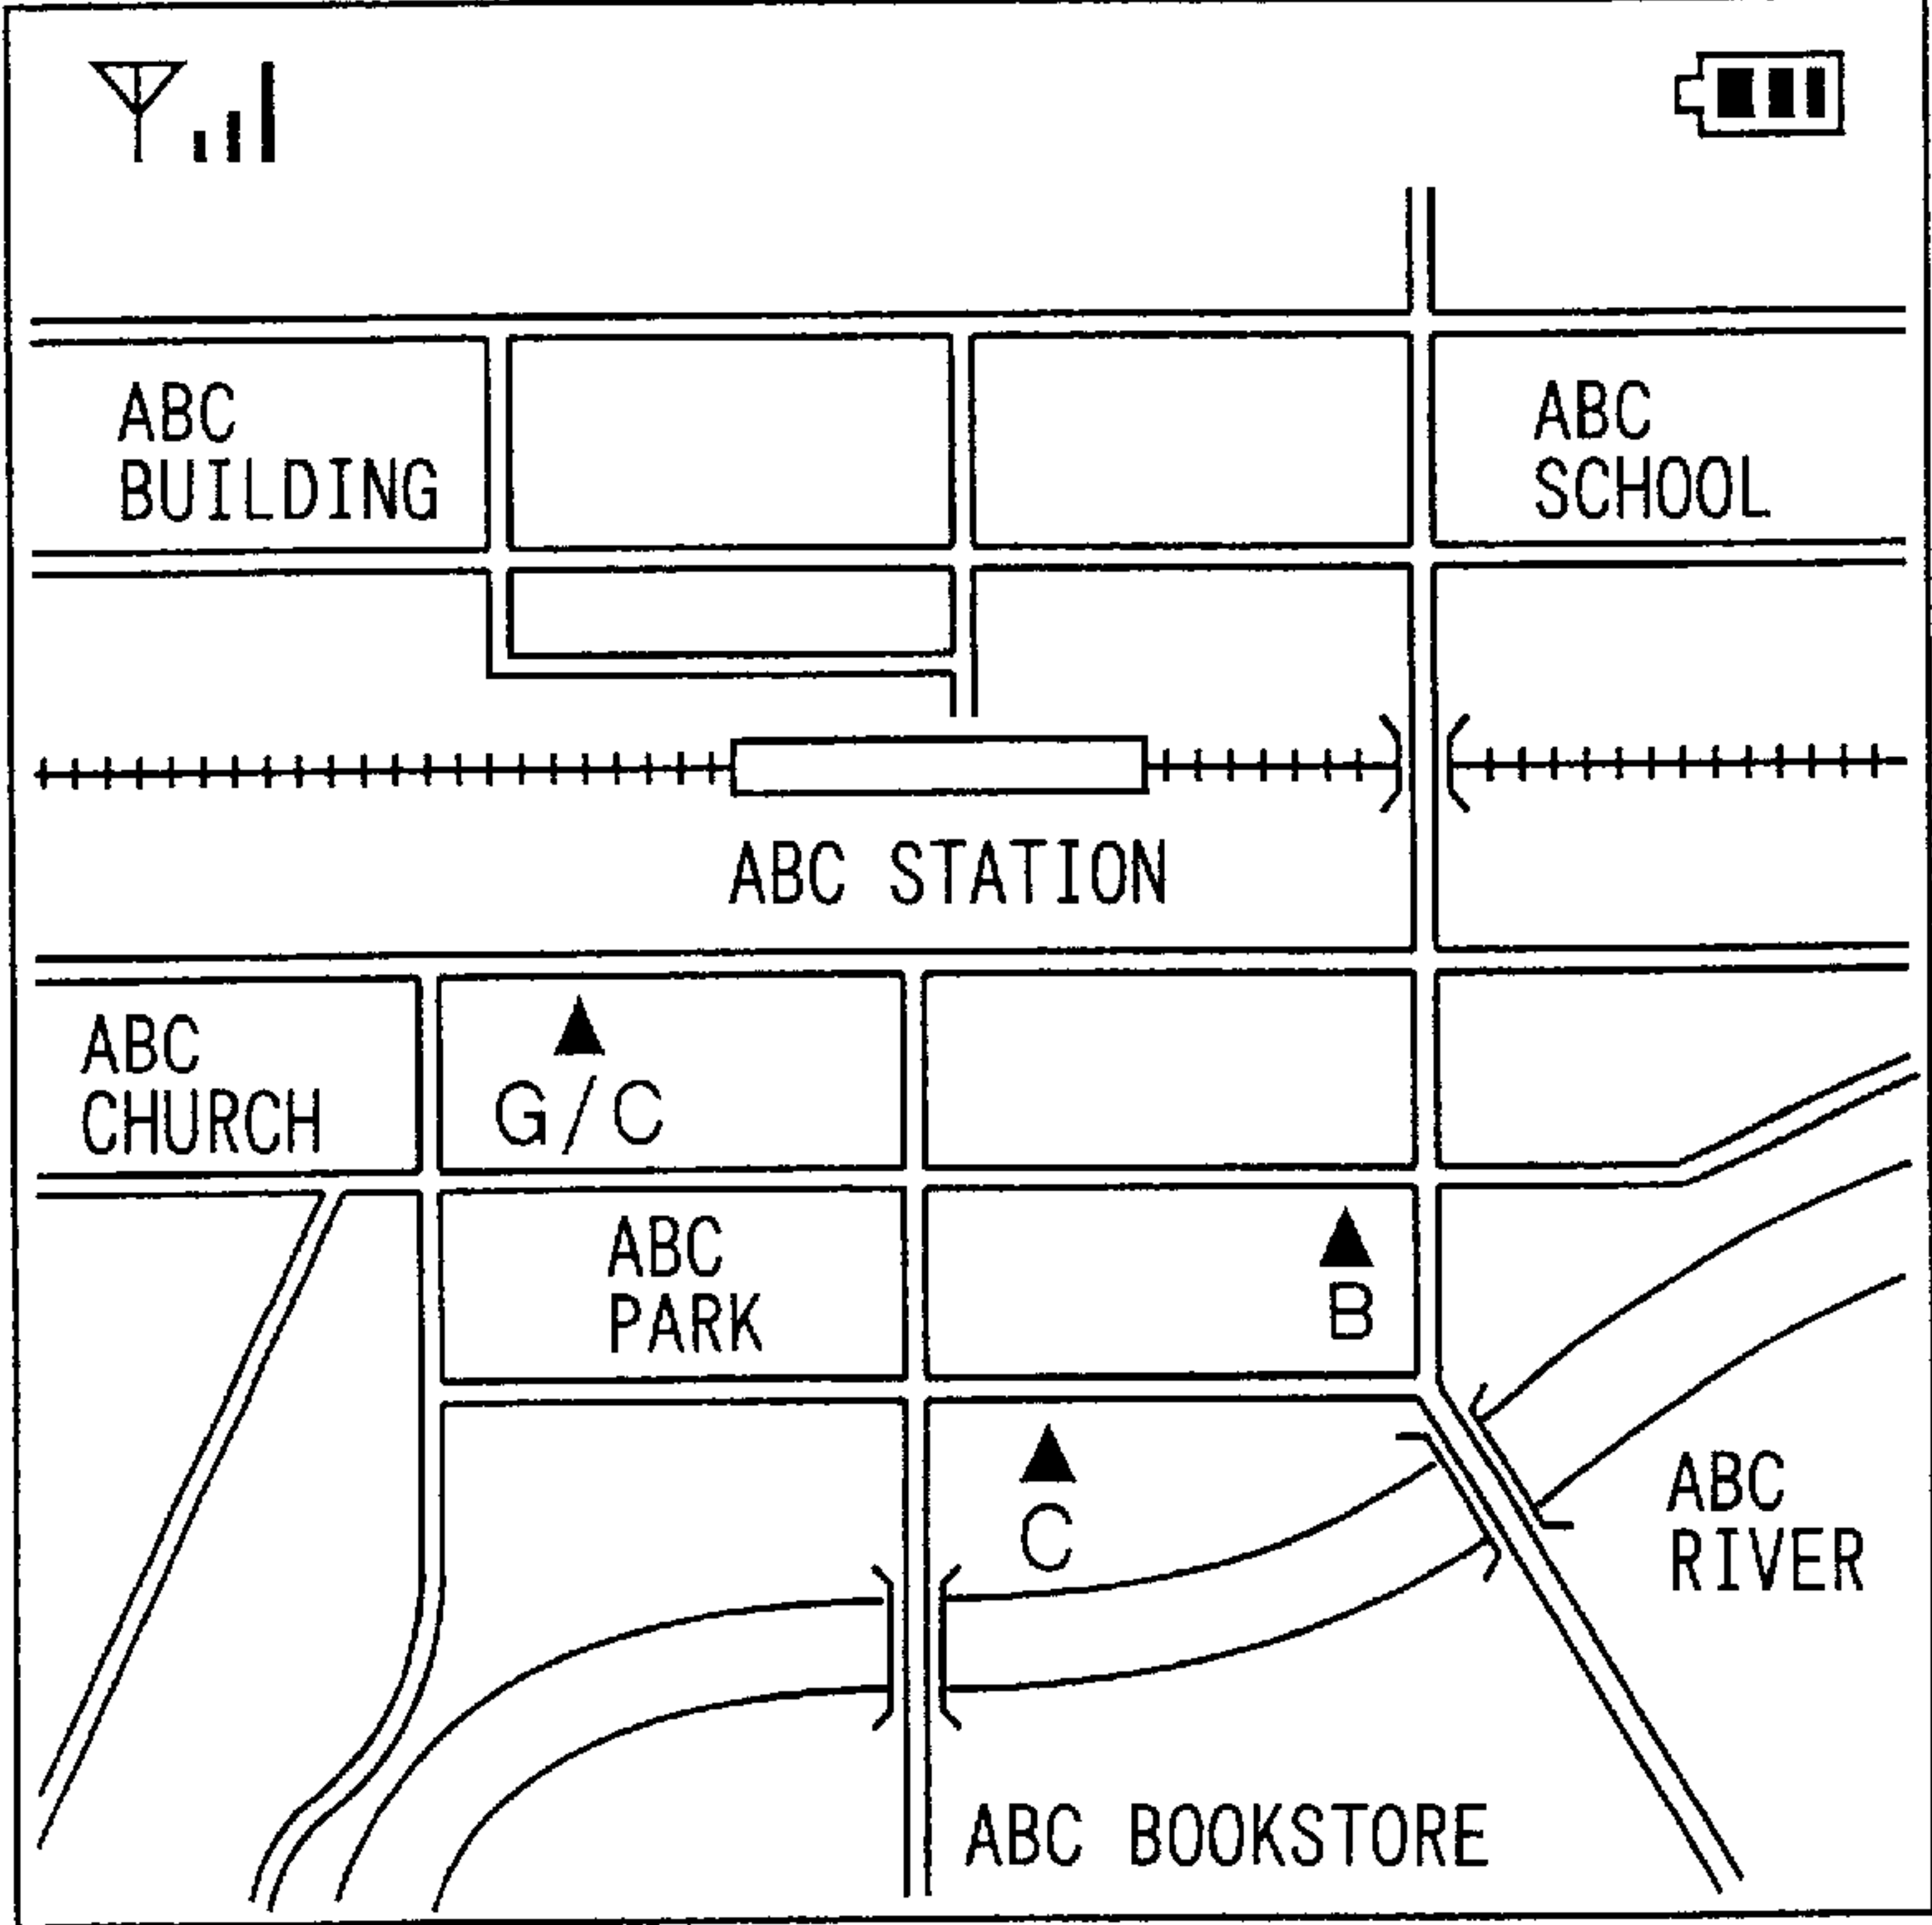 ABC
BUILDING
ABC
SCHOOL
ABC STATION
ABC
CHURCH
G/C
ABC
PARK
B
C
ABC
RIVER
ABC BOOKSTORE